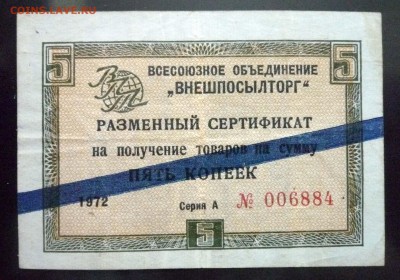 COINS.LAVE.RU
5 5
ВПТ
ВСЕСОЮЗНОЕ ОБЪЕДИНЕНИЕ
„ВНЕШПОСЫЛТОРГ"
РАЗМЕННЫЙ СЕРТИФИКАТ
на получение товаров на сумму
ПЯТЬ КОПЕЕК
1972 Серия А № 006884
5